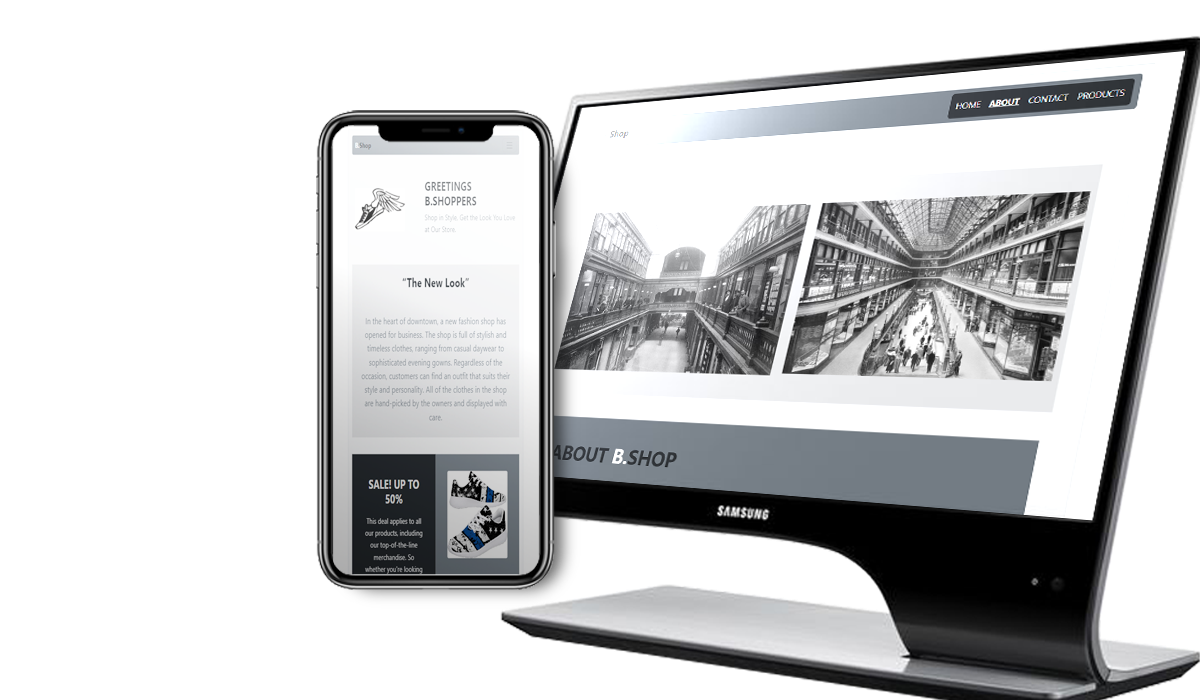 B.Shop
GREETINGS
B.SHOPPERS
Shop or Style. Get the Look You Love
at Our Store.
“The New Look”
In the heart of downtown, a new fashion shop has
opened for business. The shop is full of stylish and
timeless clothes, ranging from casual daywear to
sophisticated evening gowns. Regardless of the
occasion, customers can find an outfit that suits their
style and personality. All of the clothes in the shop
are hand-picked by the owners and displayed with
care.
SALE! UP TO
50%
This deal applies to all
our products, including
our top-of-the-line
merchandise. So
whether you're looking
Shop
HOME ABOUT CONTACT PRODUCTS
ABOUT B.SHOP
SAMSUNG